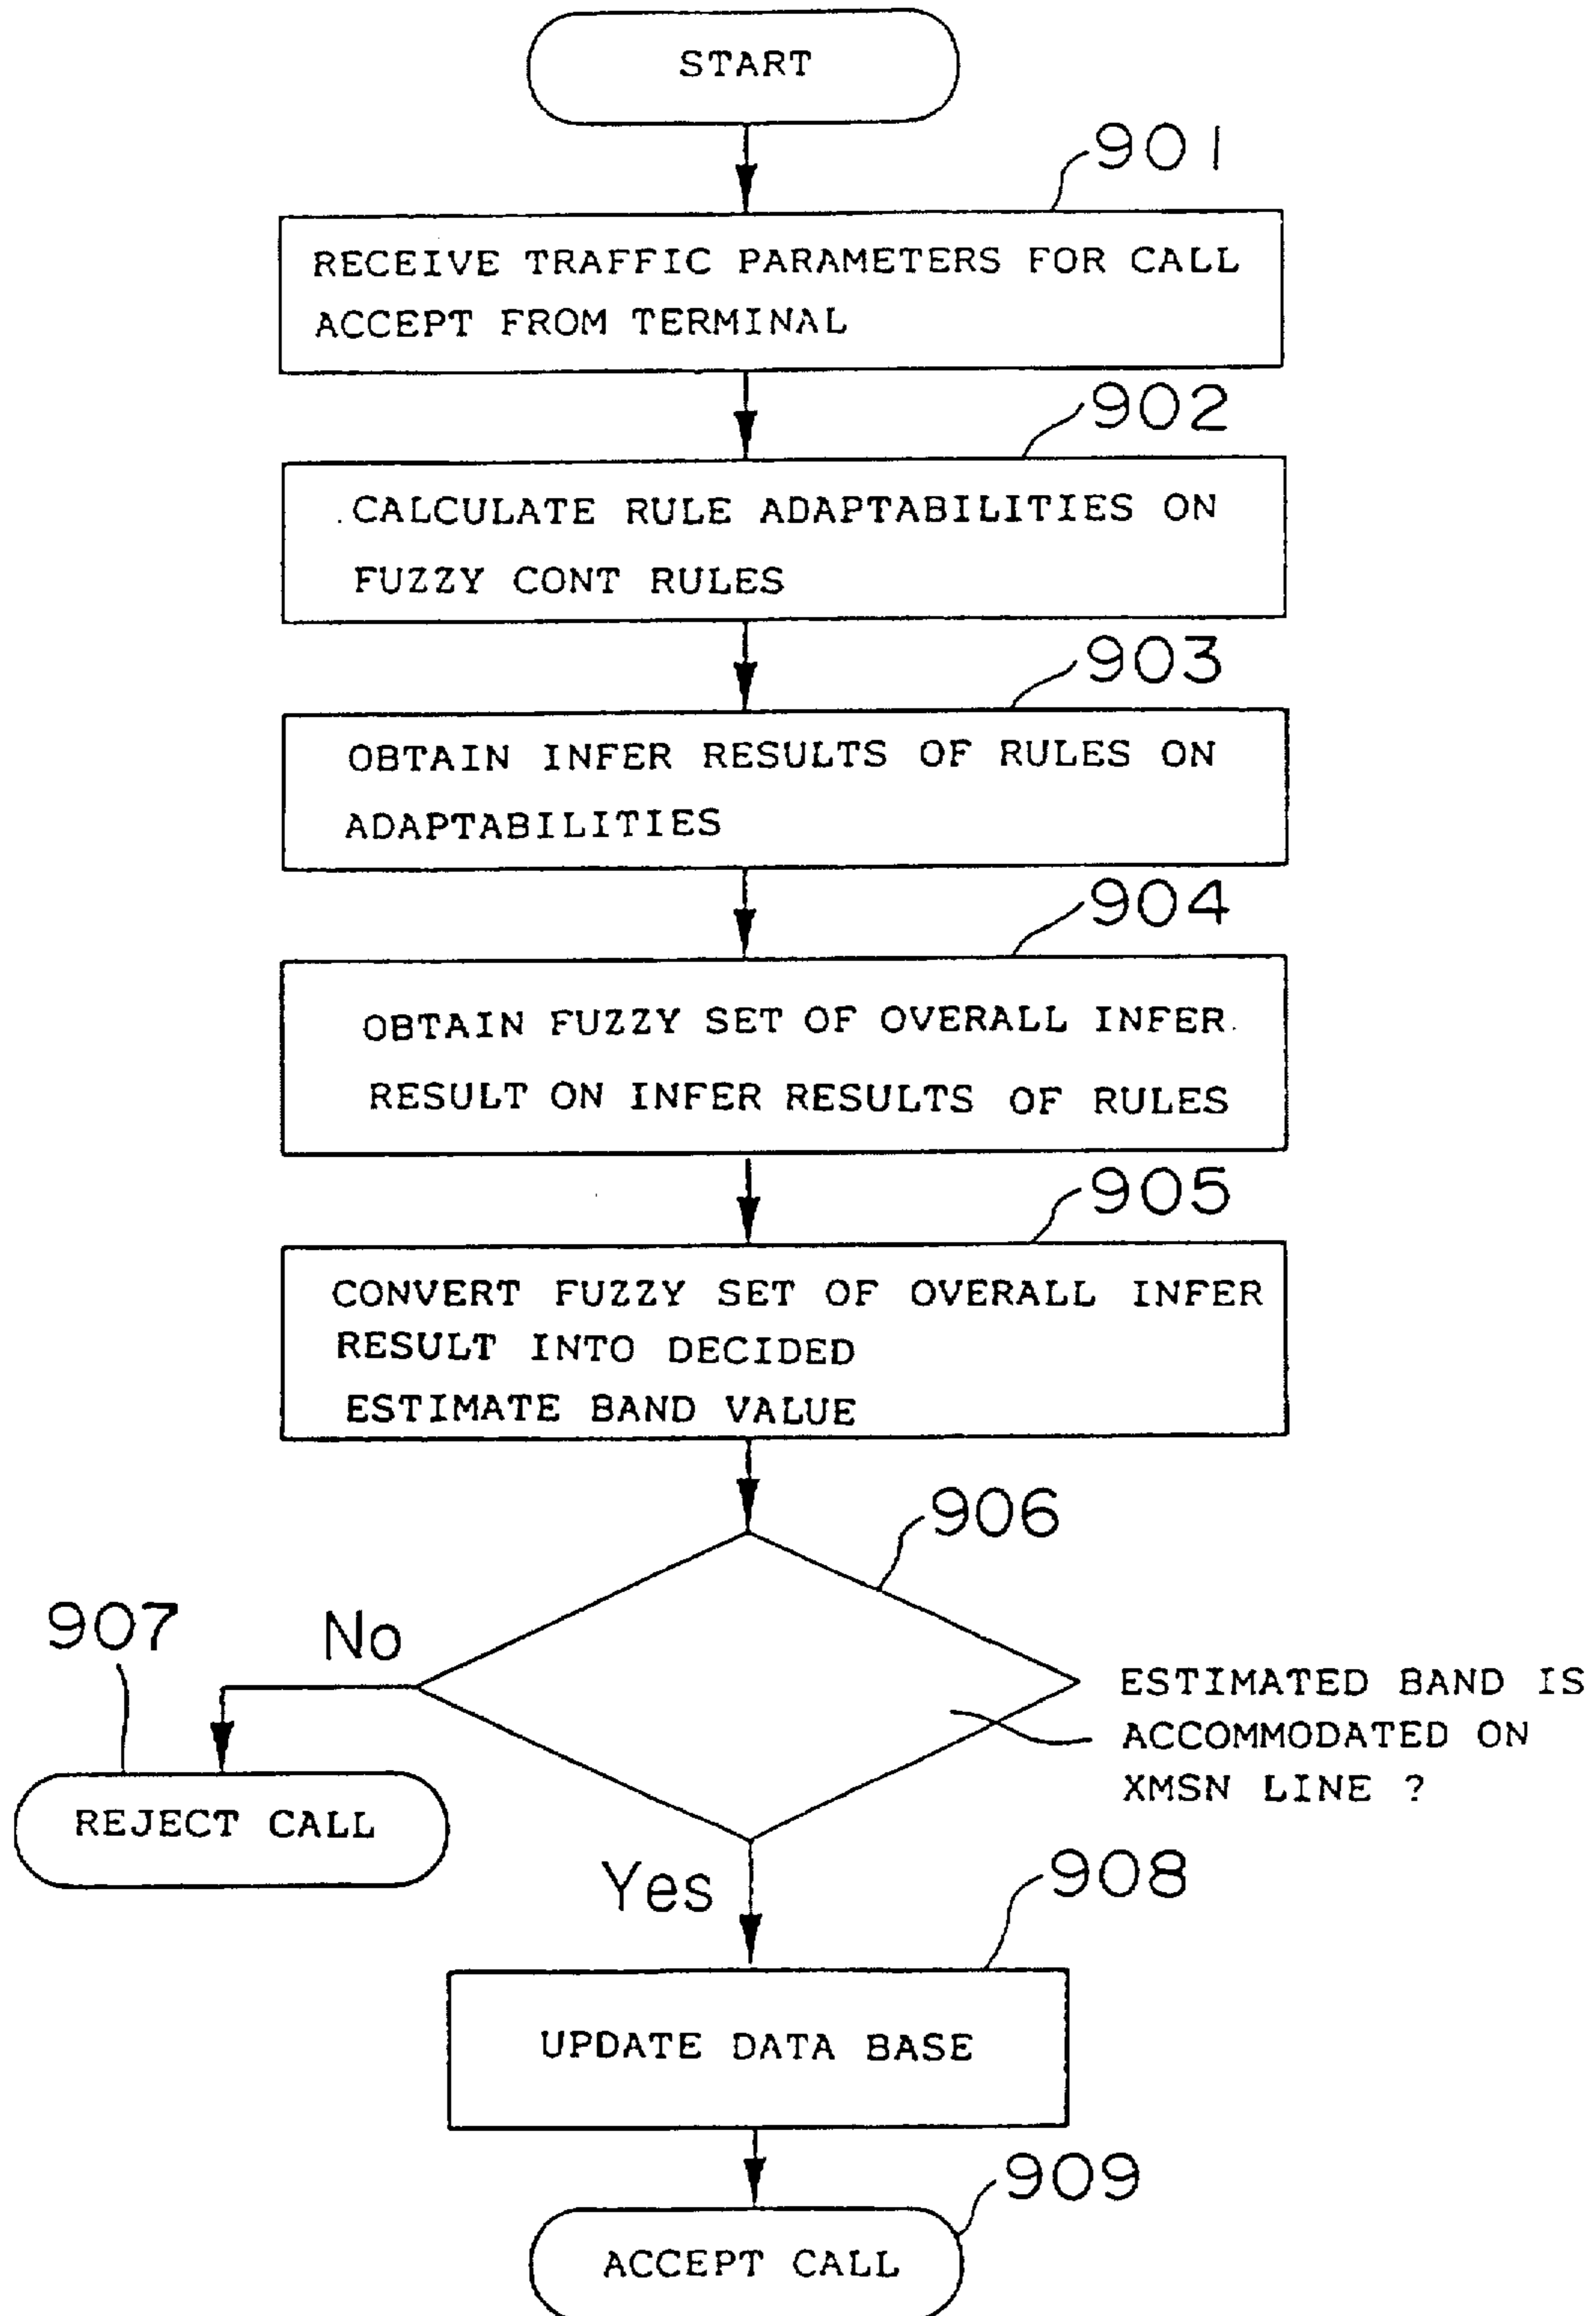 START
901
RECEIVE TRAFFIC PARAMETERS FOR CALL
ACCEPT FROM TERMINAL
902
CALCULATE RULE ADAPTABILITIES ON
FUZZY CONT RULES
903
OBTAIN INFER RESULTS OF RULES ON
ADAPTABILITIES
904
OBTAIN FUZZY SET OF OVERALL INFER
RESULT ON INFER RESULTS OF RULES
905
CONVERT FUZZY SET OF OVERALL INFER
RESULT INTO DECIDED
ESTIMATE BAND VALUE
906
907
No
ESTIMATED BAND IS
ACCOMMODATED ON
XMSN LINE ?
REJECT CALL
Yes
908
UPDATE DATA BASE
909
ACCEPT CALL